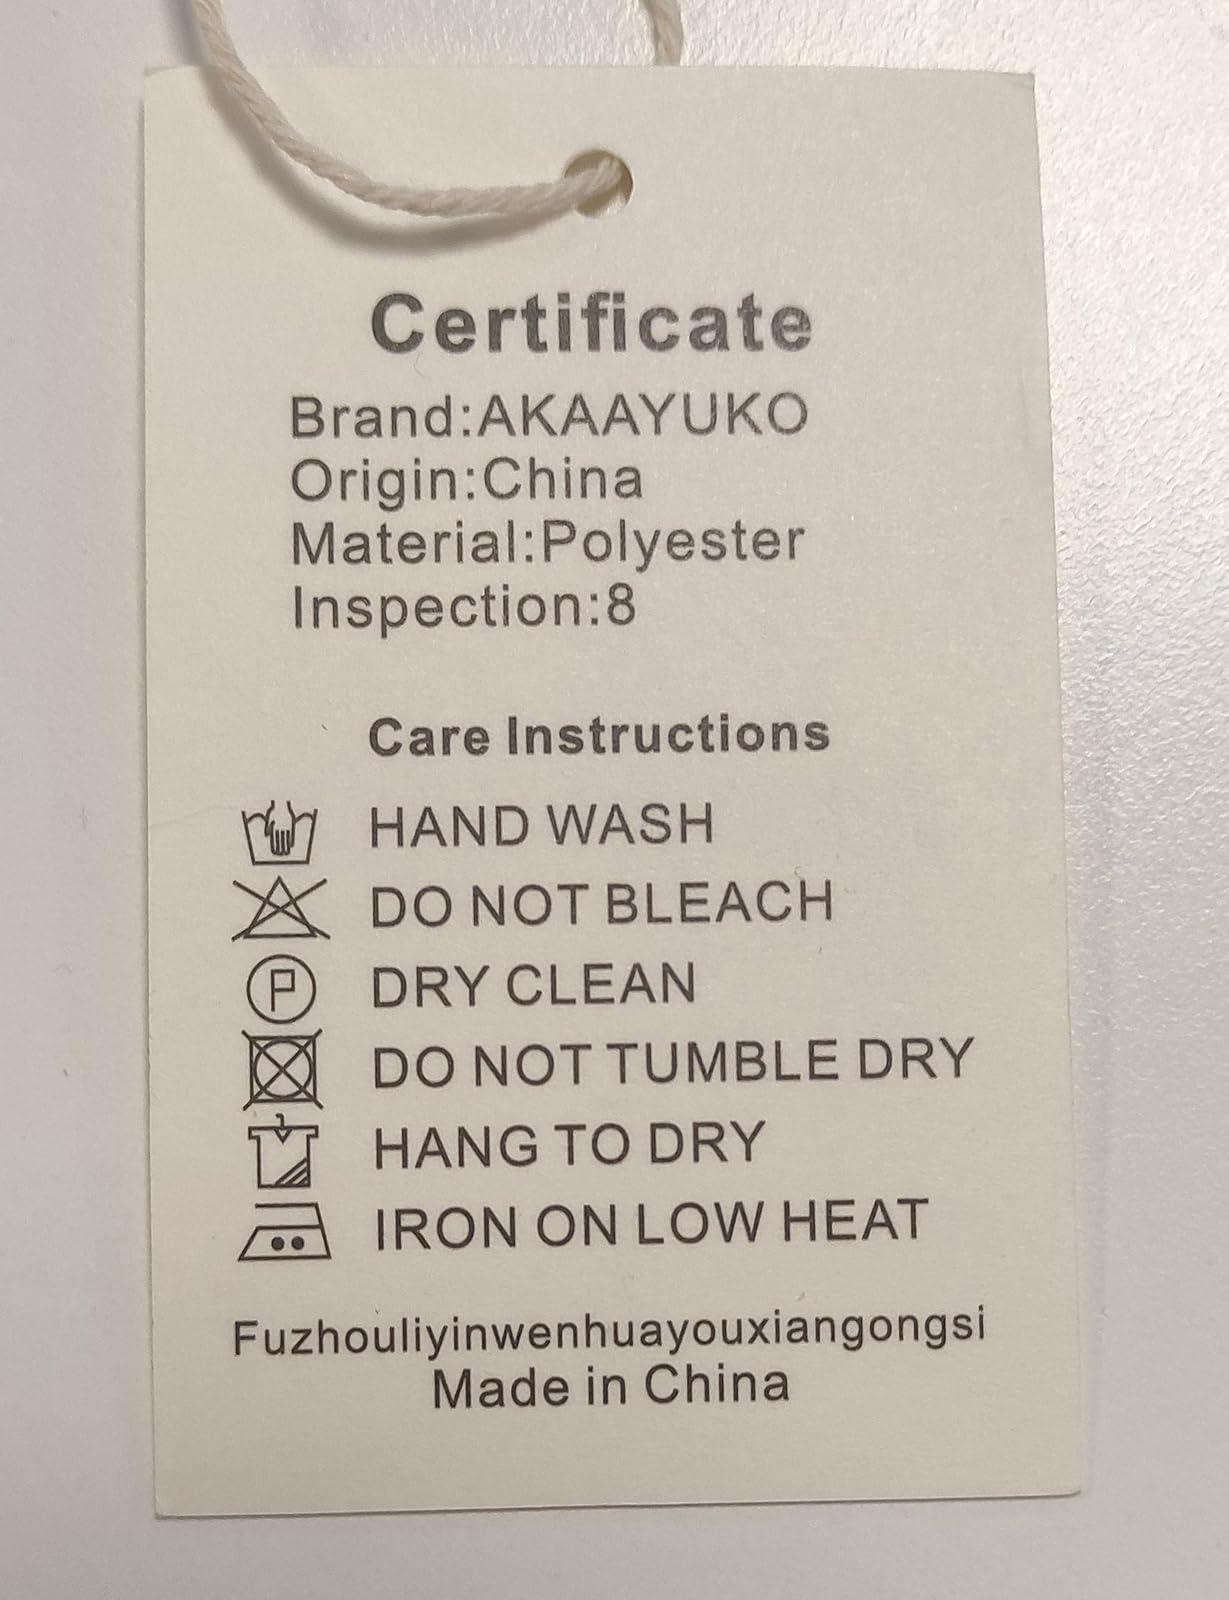 Certificate
Brand:AKAAYUKO
Origin:China
Material:Polyester
Inspection:8
Care Instructions
HAND WASH
DO NOT BLEACH
P DRY CLEAN
DO NOT TUMBLE DRY
HANG TO DRY
IRON ON LOW HEAT
Fuzhouliyinwenhuayouxiangongsi
Made in China